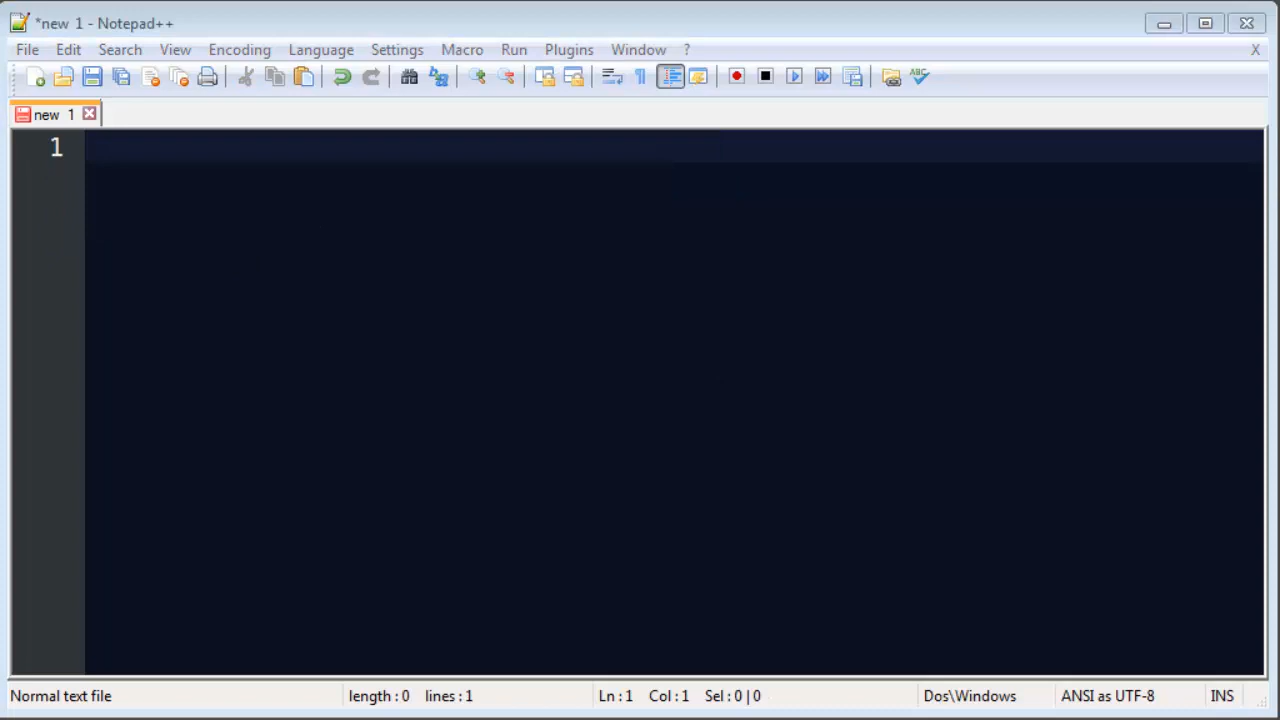 *new 1 - Notepad++
File Edit Search View Encoding Language Settings Macro Run Plugins Window ? X
ABC
new 1
1
Normal text file length : 0 lines : 1 Ln : 1 Col : 1 Sel : 0 | 0 Dos\Windows ANSI as UTF-8 INS